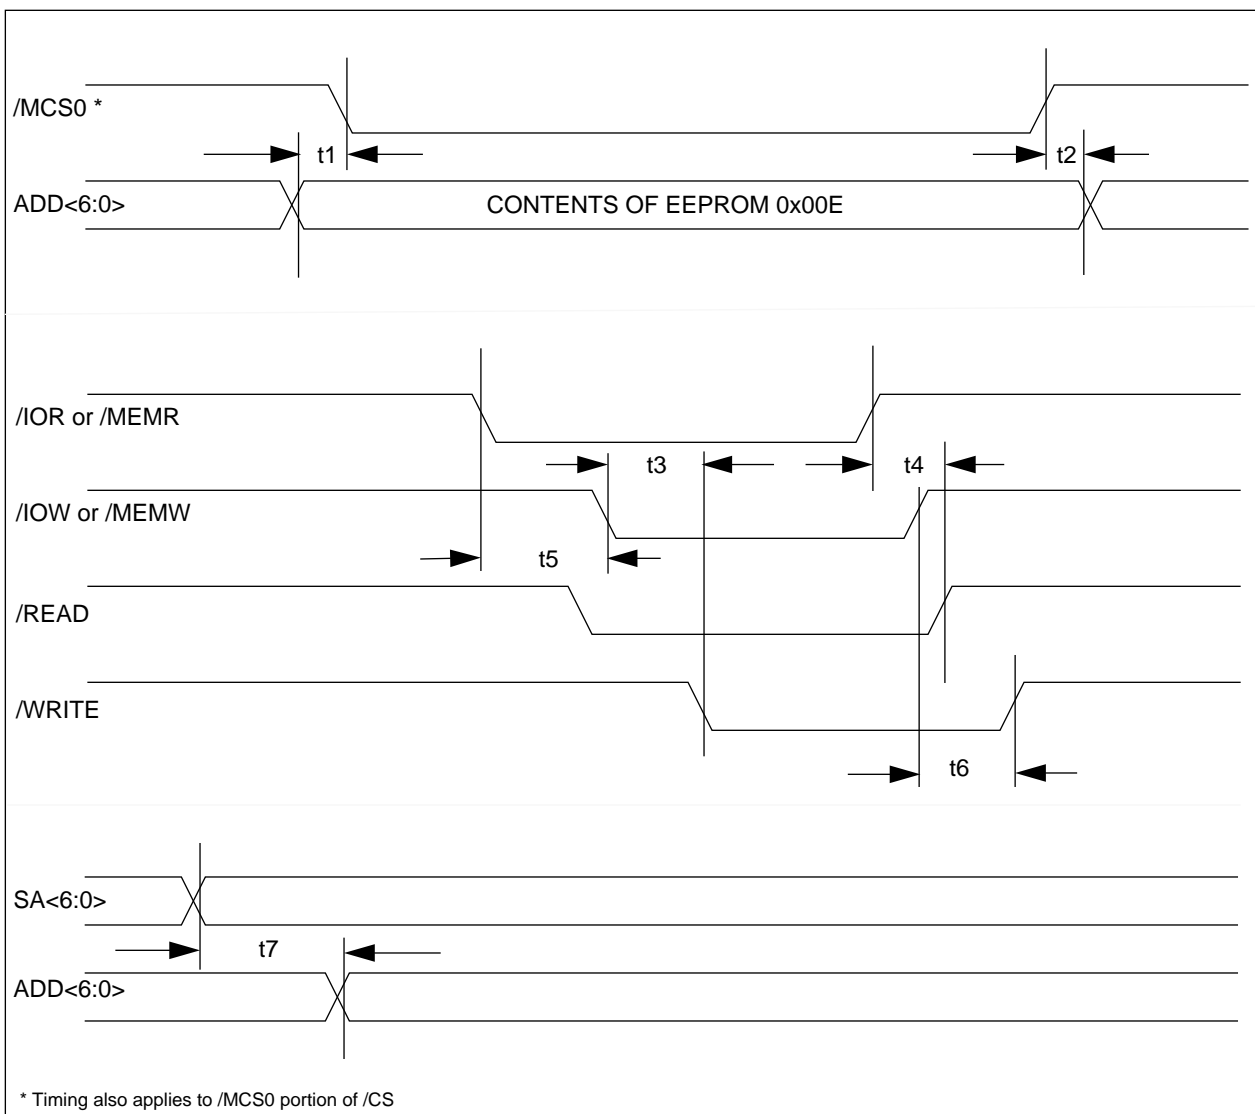 /MCS0 *
t1
t2
ADD<6:0>
CONTENTS OF EEPROM 0x00E
/IOR or /MEMR
t3
t4
/IOW or /MEMW
t5
/READ
/WRITE
t6
SA<6:0>
t7
ADD<6:0>
* Timing also applies to /MCS0 portion of /CS